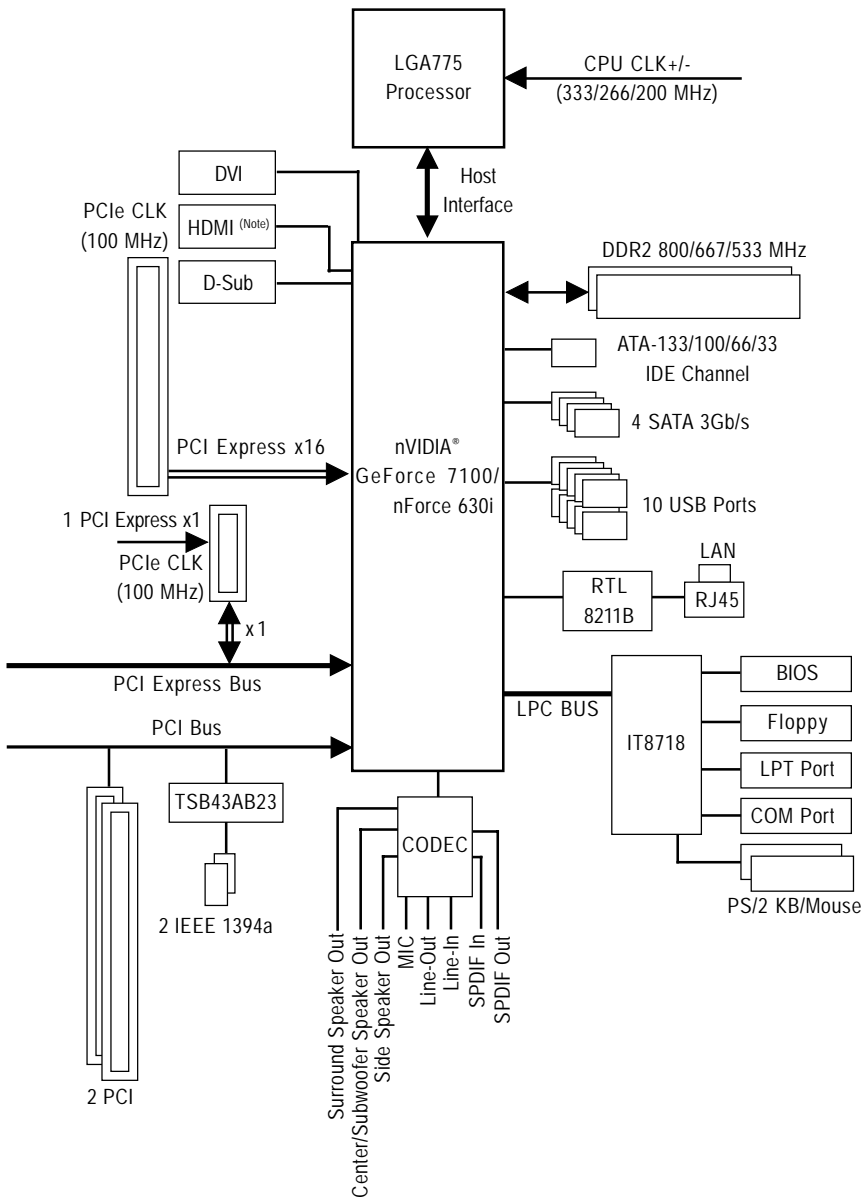 LGA775
Processor
CPU CLK+/-
(333/266/200 MHz)
Host
Interface
DVI
HDMI (Note)
D-Sub
PCIe CLK
(100 MHz)
DDR2 800/667/533 MHz
ATA-133/100/66/33
IDE Channel
4 SATA 3Gb/s
10 USB Ports
nVIDIA®
GeForce 7100/
nForce 630i
PCI Express x16
1 PCI Express x1
PCIe CLK
(100 MHz)
x1
PCI Express Bus
PCI Bus
LAN
RTL
8211B
RJ45
LPC BUS
IT8718
BIOS
Floppy
LPT Port
COM Port
PS/2 KB/Mouse
TSB43AB23
2 IEEE 1394a
2 PCI
CODEC
Surround Speaker Out
Center/Subwoofer Speaker Out
Side Speaker Out
MIC
Line-Out
Line-In
SPDIF In
SPDIF Out